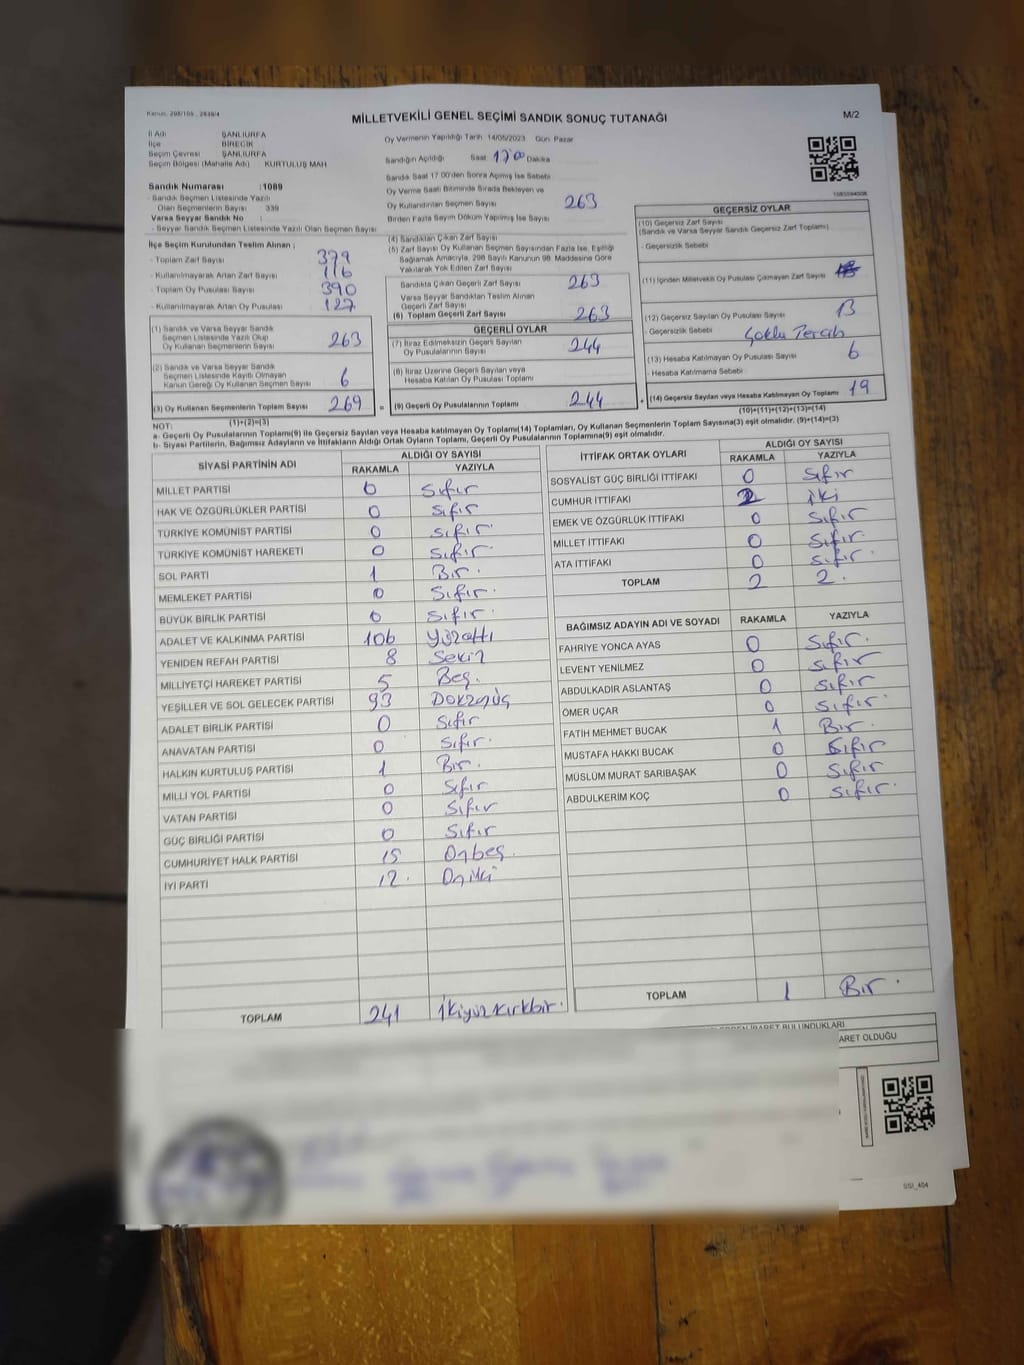 Kanun: 298/105 , 2839/4
MİLLETVEKİLİ GENEL SEÇİMİ SANDIK SONUÇ TUTANAĞI
M/2
İl Adı : ŞANLIURFA
İlçe : BİRECİK
Seçim Çevresi : ŞANLIURFA
Seçim Bölgesi (Mahalle Adı) : KURTULUŞ MAH
Sandık Numarası :1089
- Sandık Seçmen Listesinde Yazılı
Olan Seçmenlerin Sayısı : 339
Varsa Seyyar Sandık No :
- Seyyar Sandık Seçmen Listesinde Yazılı Olan Seçmen Sayısı
İlçe Seçim Kurulundan Teslim Alınan ;
- Toplam Zarf Sayısı 379
- Kullanılmayarak Artan Zarf Sayısı 116
- Toplam Oy Pusulası Sayısı 390
- Kullanılmayarak Artan Oy Pusulası 127
(1) Sandık ve Varsa Seyyar Sandık
Seçmen Listesinde Yazılı Olup
Oy Kullanan Seçmenlerin Sayısı 263
(2) Sandık ve Varsa Seyyar Sandık
Seçmen Listesinde Kayıtlı Olmayan
Kanun Gereği Oy Kullanan Seçmen Sayısı 6
(3) Oy Kullanan Seçmenlerin Toplam Sayısı 269
(1)+(2)=(3)
Oy Vermenin Yapıldığı Tarih 14/05/2023 Gün Pazar
Sandığın Açıldığı Saat 17:00 Dakika
Sandık Saat 17.00'den Sonra Açılmış İse Sebebi
Oy Verme Saati Bitiminde Sırada Bekleyen ve
Oy Kullandırılan Seçmen Sayısı 263
Birden Fazla Sayım Döküm Yapılmış İse Sayısı
(4) Sandıktan Çıkan Zarf Sayısı
(5) Zarf Sayısı Oy Kullanan Seçmen Sayısından Fazla İse, Eşitliği
Bağlamak Amacıyla, 298 Sayılı Kanunun 98. Maddesine Göre
Yakılarak Yok Edilen Zarf Sayısı
Sandıkta Çıkan Geçerli Zarf Sayısı 263
Varsa Seyyar Sandıktan Teslim Alınan
Geçerli Zarf Sayısı
(6) Toplam Geçerli Zarf Sayısı 263
GEÇERLİ OYLAR
(7) İtiraz Edilmeksizin Geçerli Sayılan
Oy Pusulalarının Sayısı 244
(8) İtiraz Üzerine Geçerli Sayılan veya
Hesaba Katılan Oy Pusulası Toplamı
= (9) Geçerli Oy Pusulalarının Toplamı 244
GEÇERSİZ OYLAR
(10) Geçersiz Zarf Sayısı
(Sandık ve Varsa Seyyar Sandık Geçersiz Zarf Toplamı)
- Geçersizlik Sebebi
(11) İçinden Milletvekili Oy Pusulası Çıkmayan Zarf Sayısı
(12) Geçersiz Sayılan Oy Pusulası Sayısı 13
- Geçersizlik Sebebi Çoklu Tercih
(13) Hesaba Katılmayan Oy Pusulası Sayısı 6
- Hesaba Katılmama Sebebi
+ (14) Geçersiz Sayılan veya Hesaba Katılmayan Oy Toplamı 19
(10)+(11)+(12)+(13)=(14)
NOT:
a- Geçerli Oy Pusulalarının Toplamı(9) ile Geçersiz Sayılan veya Hesaba Katılmayan Oy Toplamı(14) Toplamları, Oy Kullanan Seçmenlerin Toplam Sayısına(3) eşit olmalıdır. (9)+(14)=(3)
b- Siyasi Partilerin, Bağımsız Adayların ve İttifakların Aldığı Ortak Oyların Toplamı, Geçerli Oy Pusulalarının Toplamına(9) eşit olmalıdır.
SİYASİ PARTİNİN ADI ALDIĞI OY SAYISI
RAKAMLA YAZIYLA
MİLLET PARTİSİ 0 Sıfır
HAK VE ÖZGÜRLÜKLER PARTİSİ 0 Sıfır
TÜRKİYE KOMÜNİST PARTİSİ 0 Sıfır
TÜRKİYE KOMÜNİST HAREKETİ 0 Sıfır
SOL PARTİ 1 Bir.
MEMLEKET PARTİSİ 0 Sıfır.
BÜYÜK BİRLİK PARTİSİ 0 Sıfır.
ADALET VE KALKINMA PARTİSİ 106 Yüzaltı
YENİDEN REFAH PARTİSİ 8 Sekiz
MİLLİYETÇİ HAREKET PARTİSİ 5 Beş.
YEŞİLLER VE SOL GELECEK PARTİSİ 93 Dokznüç
ADALET BİRLİK PARTİSİ 0 Sıfır
ANAVATAN PARTİSİ 0 Sıfır.
HALKIN KURTULUŞ PARTİSİ 1 Bir.
MİLLİ YOL PARTİSİ 0 Sıfır
VATAN PARTİSİ 0 Sıfır
GÜÇ BİRLİĞİ PARTİSİ 0 Sıfır
CUMHURİYET HALK PARTİSİ 15 Onbeş.
İYİ PARTİ 12. Oniki
TOPLAM 241 İkiyüzkırkbir.
İTTİFAK ORTAK OYLARI ALDIĞI OY SAYISI
RAKAMLA YAZIYLA
SOSYALİST GÜÇ BİRLİĞİ İTTİFAKI 0 Sıfır
CUMHUR İTTİFAKI 2 İki
EMEK VE ÖZGÜRLÜK İTTİFAKI 0 Sıfır
MİLLET İTTİFAKI 0 Sıfır
ATA İTTİFAKI 0 Sıfır
TOPLAM 2 2.
BAĞIMSIZ ADAYIN ADI VE SOYADI RAKAMLA YAZIYLA
FAHRİYE YONCA AYAS 0 Sıfır.
LEVENT YENİLMEZ 0 Sıfır
ABDULKADİR ASLANTAŞ 0 Sıfır
ÖMER UÇAR 0 Sıfır
FATİH MEHMET BUCAK 1 Bir.
MUSTAFA HAKKI BUCAK 0 Sıfır
MÜSLÜM MURAT SARIBAŞAK 0 Sıfır
ABDULKERİM KOÇ 0 Sıfır.
TOPLAM 1 Bir.
BULUNDUKLARI
ARET OLDUĞU
SSI_404